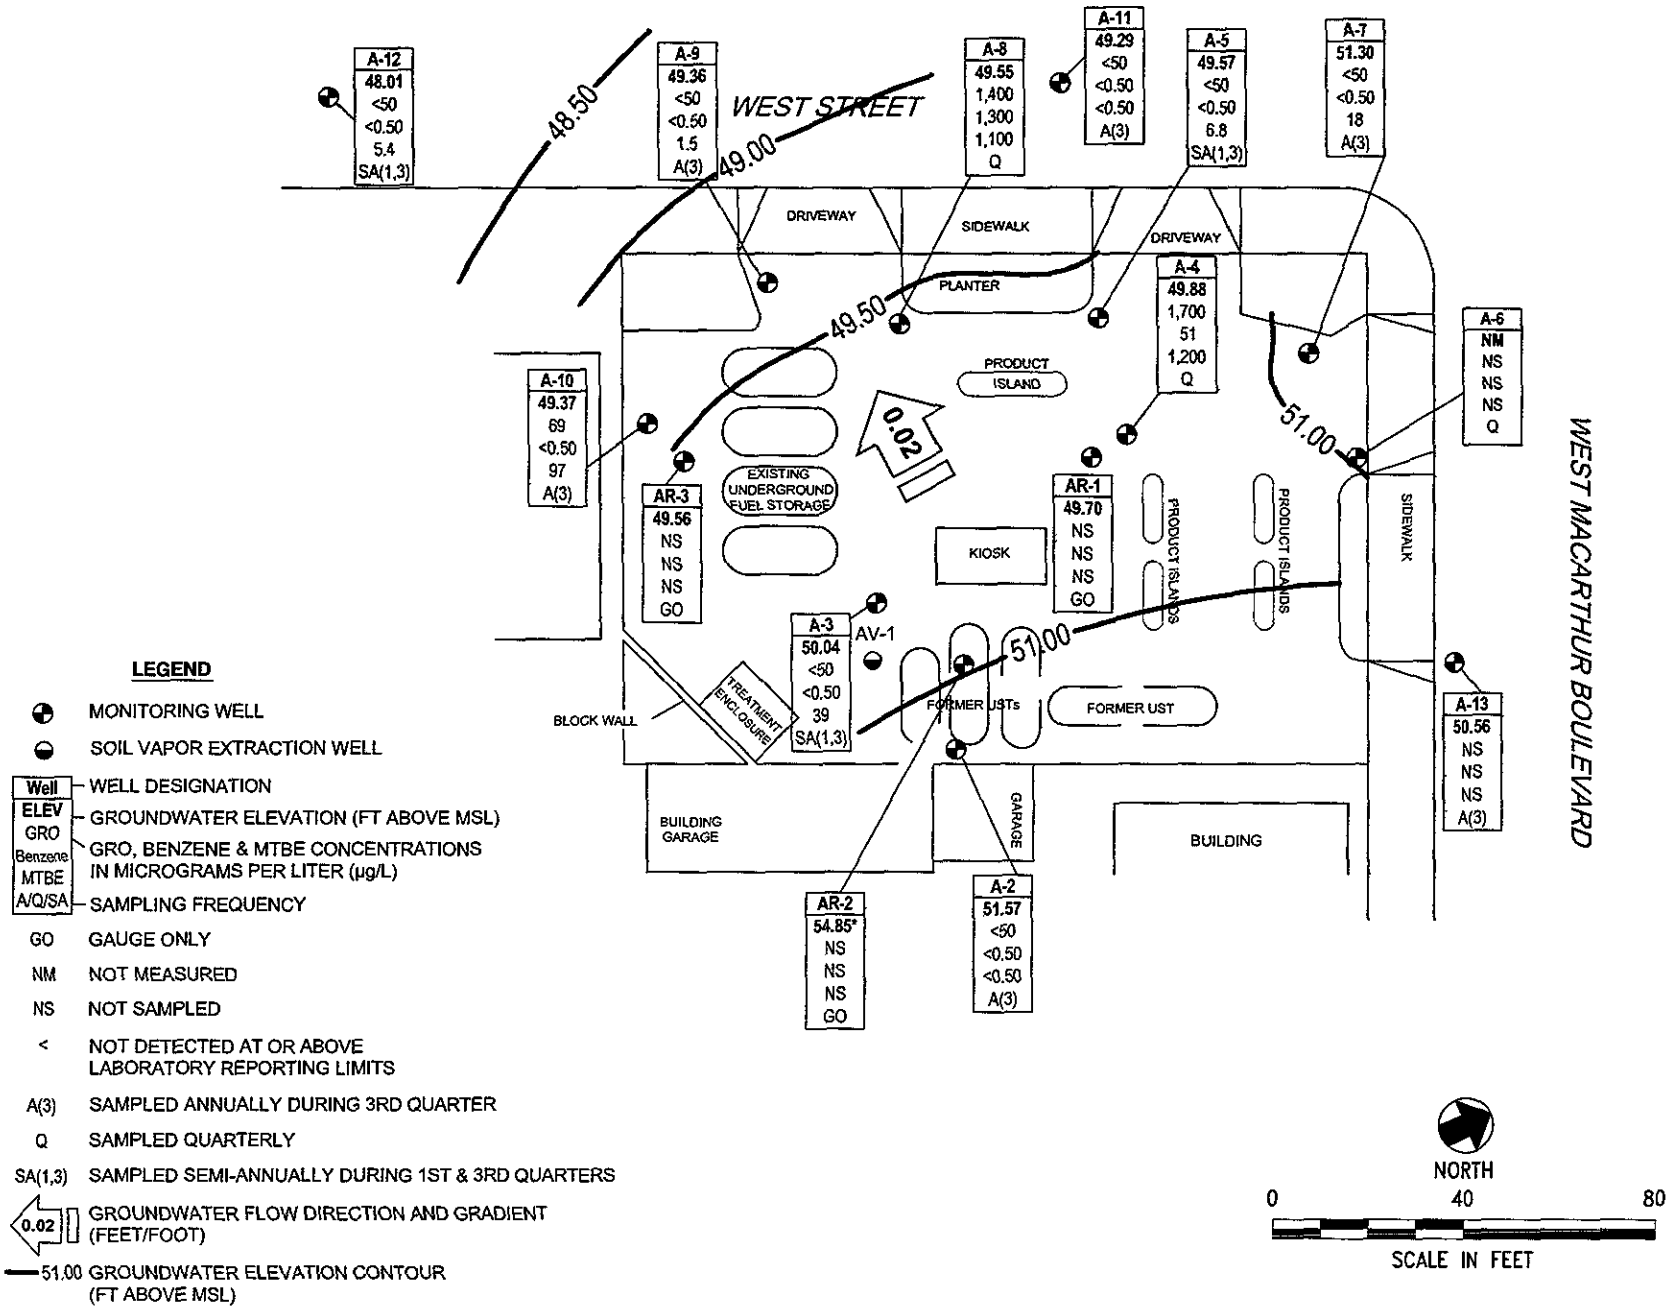 A-12
48.01
<50
<0.50
5.4
SA(1,3)
48.50
A-9
49.36
<50
<0.50
1.5
A(3)
WEST STREET
49.00
A-8
49.55
1,400
1,300
1,100
Q
A-11
49.29
<50
<0.50
<0.50
A(3)
A-5
49.57
<50
<0.50
6.8
SA(1,3)
A-7
51.30
<50
<0.50
18
A(3)
DRIVEWAY
SIDEWALK
DRIVEWAY
PLANTER
49.50
A-4
49.88
1,700
51
1,200
Q
A-6
NM
NS
NS
NS
Q
PRODUCT
ISLAND
A-10
49.37
69
<0.50
97
A(3)
0.02
51.00
WEST MACARTHUR BOULEVARD
AR-3
49.56
NS
NS
NS
GO
EXISTING
UNDERGROUND
FUEL STORAGE
AR-1
49.70
NS
NS
NS
GO
KIOSK
PRODUCT ISLANDS
PRODUCT ISLANDS
SIDEWALK
A-3
50.04
<50
<0.50
39
SA(1,3)
AV-1
51.00
FORMER USTs
FORMER UST
TREATMENT
ENCLOSURE
BLOCK WALL
A-13
50.56
NS
NS
NS
A(3)
BUILDING
GARAGE
GARAGE
BUILDING
AR-2
54.85*
NS
NS
NS
GO
A-2
51.57
<50
<0.50
<0.50
A(3)
LEGEND
MONITORING WELL
SOIL VAPOR EXTRACTION WELL
Well WELL DESIGNATION
ELEV GROUNDWATER ELEVATION (FT ABOVE MSL)
GRO
Benzene
MTBE
GRO, BENZENE & MTBE CONCENTRATIONS
IN MICROGRAMS PER LITER (µg/L)
A/Q/SA SAMPLING FREQUENCY
GO GAUGE ONLY
NM NOT MEASURED
NS NOT SAMPLED
< NOT DETECTED AT OR ABOVE
LABORATORY REPORTING LIMITS
A(3) SAMPLED ANNUALLY DURING 3RD QUARTER
Q SAMPLED QUARTERLY
SA(1,3) SAMPLED SEMI-ANNUALLY DURING 1ST & 3RD QUARTERS
0.02 GROUNDWATER FLOW DIRECTION AND GRADIENT
(FEET/FOOT)
51.00 GROUNDWATER ELEVATION CONTOUR
(FT ABOVE MSL)
NORTH
0 40 80
SCALE IN FEET